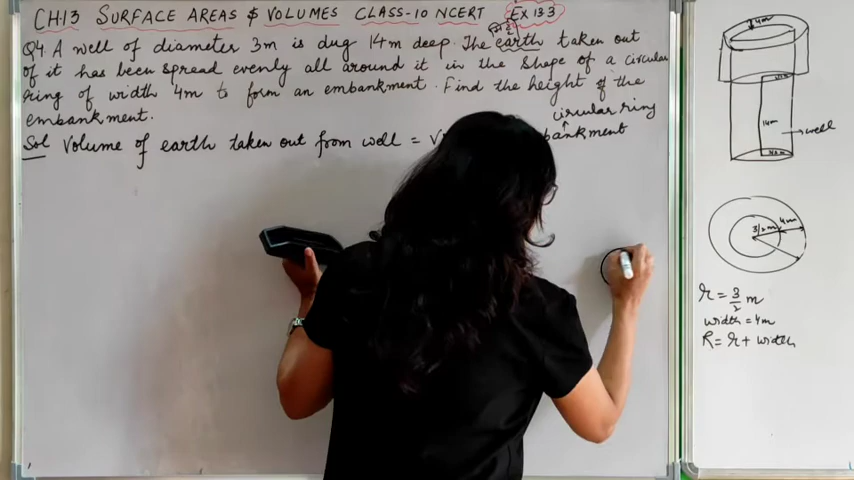 CH:13 SURFACE AREAS & VOLUMES CLASS-10 NCERT Ex 13.3
Q4. A well of diameter 3m is dug 14m deep. The earth taken out
of it has been spread evenly all around it in the shape of a circular
ring of width 4m to form an embankment. Find the height of the
embankment.
circular ring
Sol Volume of earth taken out from well = bankment
4m
14m
well
3/2m
4m
r = 3/2 m
width = 4m
R = r + width